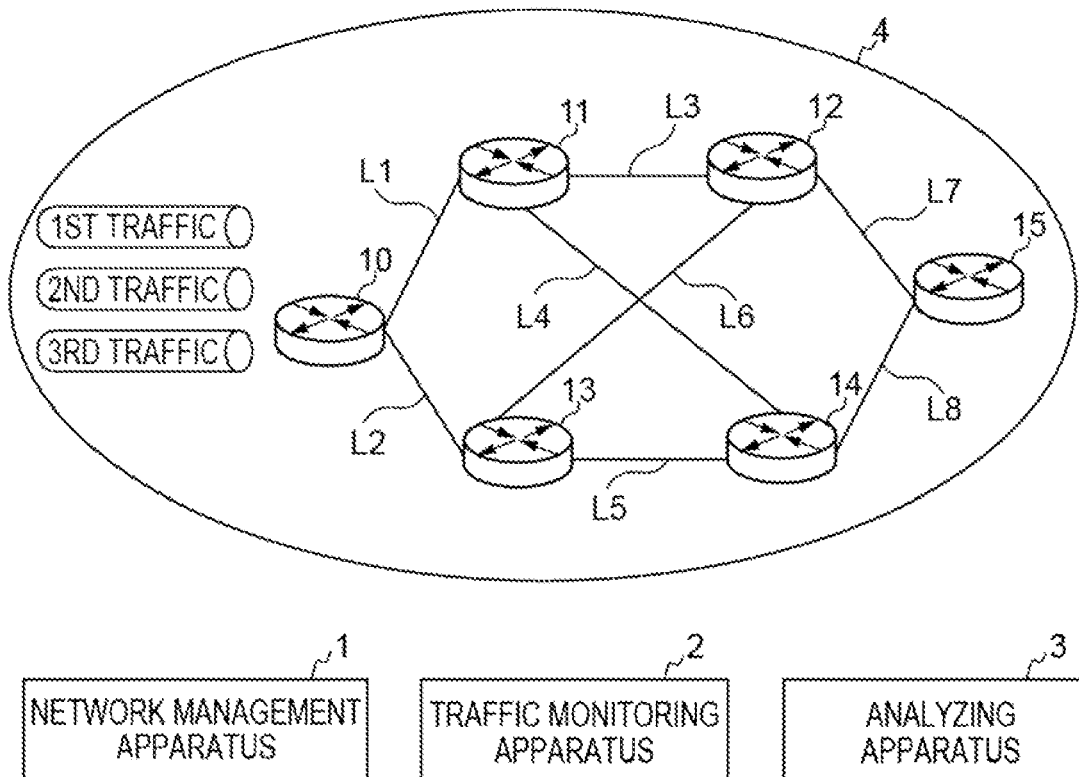 4
11
L3
12
L1
L7
1ST TRAFFIC
15
10
2ND TRAFFIC
L4
L6
3RD TRAFFIC
13
14
L8
L2
L5
1
2
3
NETWORK MANAGEMENT
APPARATUS
TRAFFIC MONITORING
APPARATUS
ANALYZING
APPARATUS